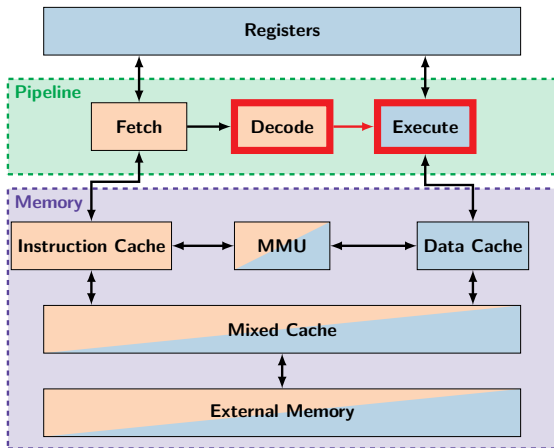 Registers
Pipeline
Fetch
Decode
Execute
Memory
Instruction Cache
MMU
Data Cache
Mixed Cache
External Memory